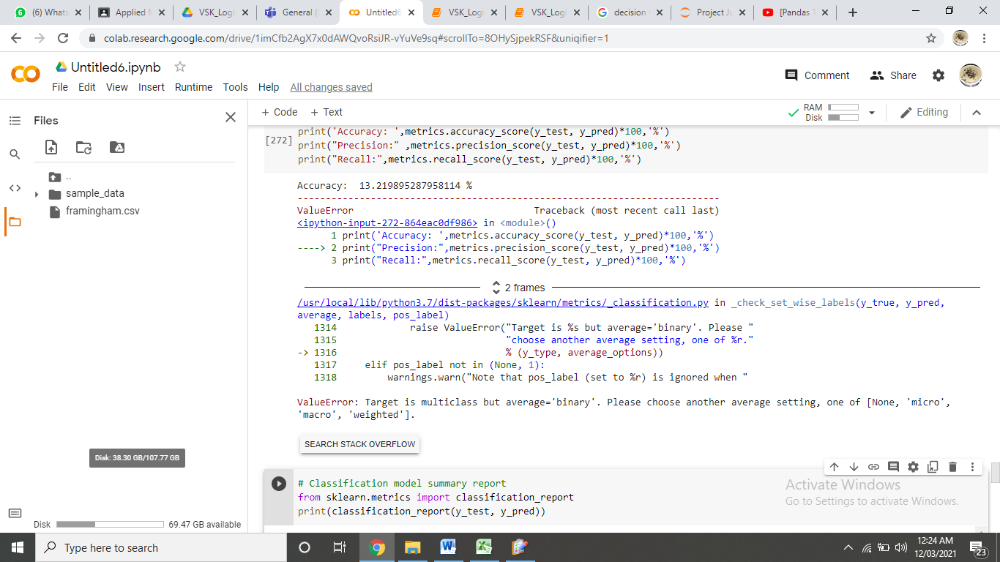 (6) Whats
Applied M
VSK_Logi
General (
Untitled6
VSK_Logi
VSK_Logi
decision
Project Ju
[Pandas T
colab.research.google.com/drive/1imCfb2AgX7x0dAWQvoRsiJR-vYuVe9sq#scrollTo=8OHySjpekRSF&uniqifier=1
Untitled6.ipynb
File Edit View Insert Runtime Tools Help All changes saved
Comment Share
Files
+ Code + Text
RAM
Disk
Editing
..
sample_data
framingham.csv
Disk: 38.30 GB/107.77 GB
Disk 69.47 GB available
[272]
print('Accuracy: ',metrics.accuracy_score(y_test, y_pred)*100,'%')
print("Precision:" ,metrics.precision_score(y_test, y_pred)*100,'%')
print("Recall:",metrics.recall_score(y_test, y_pred)*100,'%')
Accuracy:  13.219895287958114 %
---------------------------------------------------------------------------
ValueError                                Traceback (most recent call last)
<ipython-input-272-864eac0df986> in <module>()
      1 print('Accuracy: ',metrics.accuracy_score(y_test, y_pred)*100,'%')
----> 2 print("Precision:",metrics.precision_score(y_test, y_pred)*100,'%')
      3 print("Recall:",metrics.recall_score(y_test, y_pred)*100,'%')
2 frames
/usr/local/lib/python3.7/dist-packages/sklearn/metrics/_classification.py in _check_set_wise_labels(y_true, y_pred,
average, labels, pos_label)
   1314             raise ValueError("Target is %s but average='binary'. Please "
   1315                              "choose another average setting, one of %r."
-> 1316                              % (y_type, average_options))
   1317     elif pos_label not in (None, 1):
   1318         warnings.warn("Note that pos_label (set to %r) is ignored when "
ValueError: Target is multiclass but average='binary'. Please choose another average setting, one of [None, 'micro',
'macro', 'weighted'].
SEARCH STACK OVERFLOW
# Classification model summary report
from sklearn.metrics import classification_report
print(classification_report(y_test, y_pred))
Activate Windows
Go to Settings to activate Windows.
Type here to search
12:24 AM
12/03/2021
23